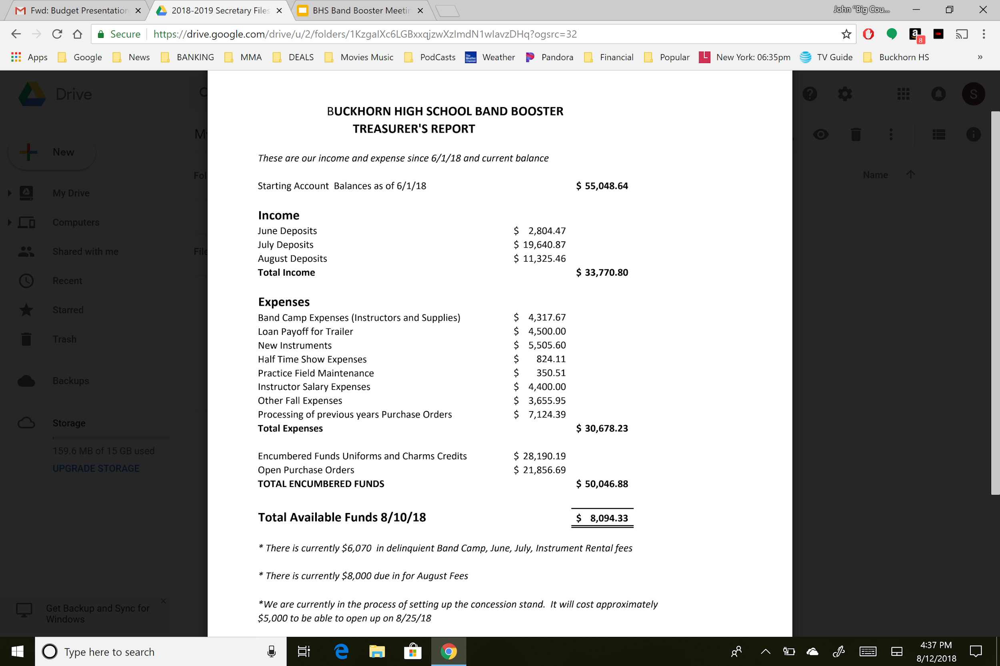 Fwd: Budget Presentation
2018-2019 Secretary Files
BHS Band Booster Meetin
John "Big Cou...
Secure
https://drive.google.com/drive/u/2/folders/1KzgalXc6LGBxxqjzwXzlmdN1wlavzDHq?ogsrc=32
a
8
Apps Google News BANKING MMA DEALS Movies Music PodCasts Weather Pandora Financial Popular L New York: 06:35pm TV Guide Buckhorn HS »
Drive
S
New
My Drive
Computers
Shared with me
Recent
Starred
Trash
Backups
Storage
159.6 MB of 15 GB used
UPGRADE STORAGE
Get Backup and Sync for
Windows
My
Fol
File
Name
BUCKHORN HIGH SCHOOL BAND BOOSTER
TREASURER'S REPORT
These are our income and expense since 6/1/18 and current balance
Starting Account Balances as of 6/1/18 $ 55,048.64
Income
June Deposits $ 2,804.47
July Deposits $ 19,640.87
August Deposits $ 11,325.46
Total Income $ 33,770.80
Expenses
Band Camp Expenses (Instructors and Supplies) $ 4,317.67
Loan Payoff for Trailer $ 4,500.00
New Instruments $ 5,505.60
Half Time Show Expenses $ 824.11
Practice Field Maintenance $ 350.51
Instructor Salary Expenses $ 4,400.00
Other Fall Expenses $ 3,655.95
Processing of previous years Purchase Orders $ 7,124.39
Total Expenses $ 30,678.23
Encumbered Funds Uniforms and Charms Credits $ 28,190.19
Open Purchase Orders $ 21,856.69
TOTAL ENCUMBERED FUNDS $ 50,046.88
Total Available Funds 8/10/18 $ 8,094.33
* There is currently $6,070 in delinquient Band Camp, June, July, Instrument Rental fees
* There is currently $8,000 due in for August Fees
*We are currently in the process of setting up the concession stand. It will cost approximately
$5,000 to be able to open up on 8/25/18
Type here to search
4:37 PM
8/12/2018